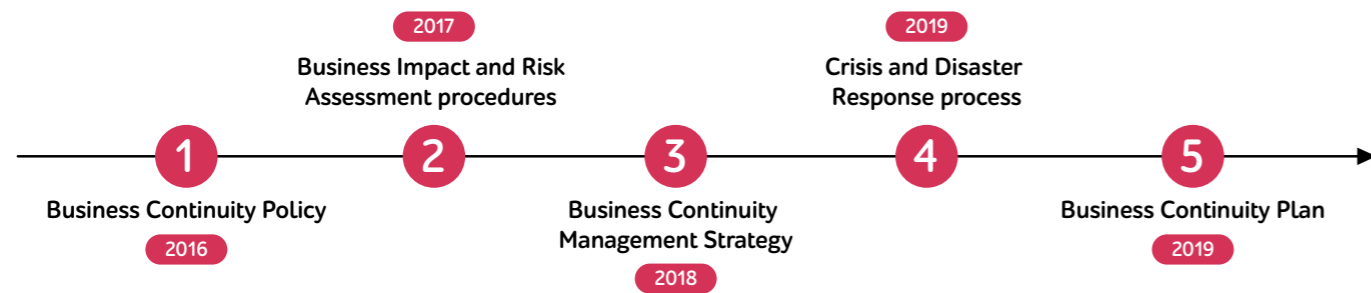 1
Business Continuity Policy
2016
2017
Business Impact and Risk
Assessment procedures
2
3
Business Continuity
Management Strategy
2018
2019
Crisis and Disaster
Response process
4
5
Business Continuity Plan
2019